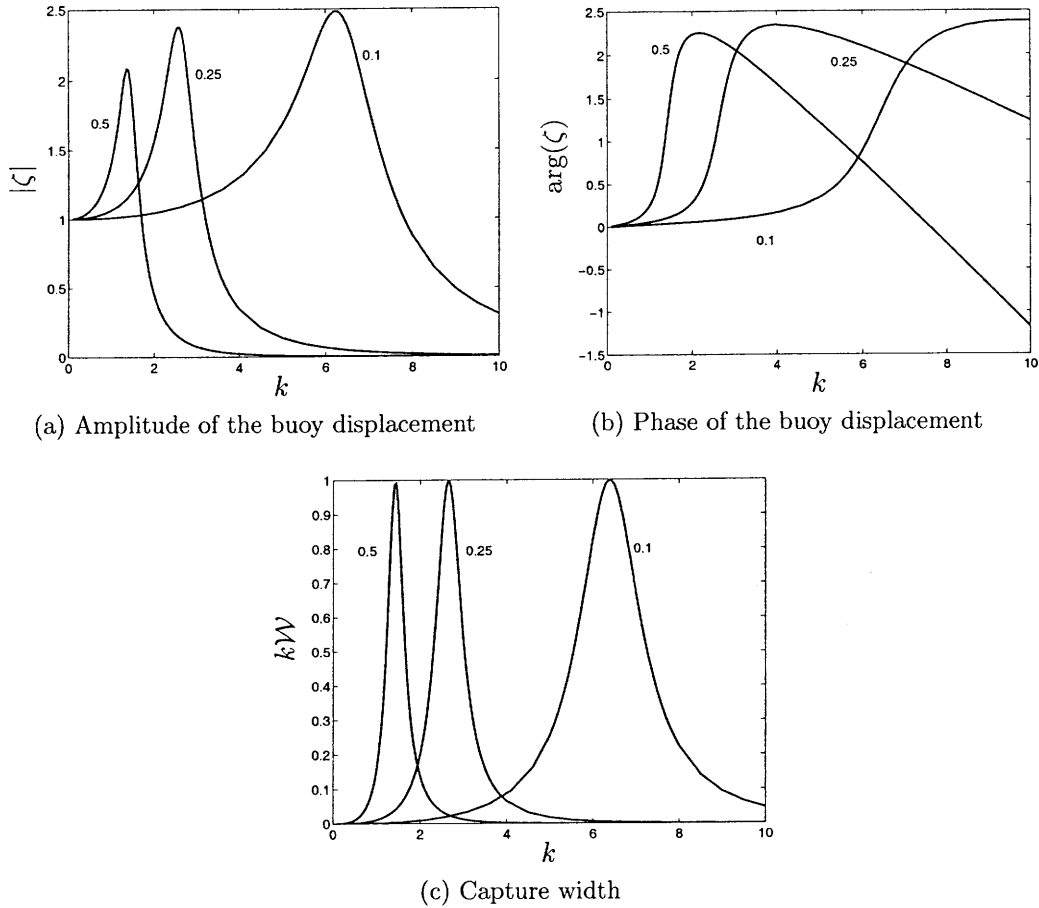 2.5
2
1.5
1
0.5
0
|ζ|
0.5
0.25
0.1
0 2 4 6 8 10
k
(a) Amplitude of the buoy displacement
2.5
2
1.5
1
0.5
0
−0.5
−1
−1.5
arg(ζ)
0.5
0.25
0.1
0 2 4 6 8 10
k
(b) Phase of the buoy displacement
1
0.9
0.8
0.7
0.6
0.5
0.4
0.3
0.2
0.1
0
k𝒲
0.5
0.25
0.1
0 2 4 6 8 10
k
(c) Capture width